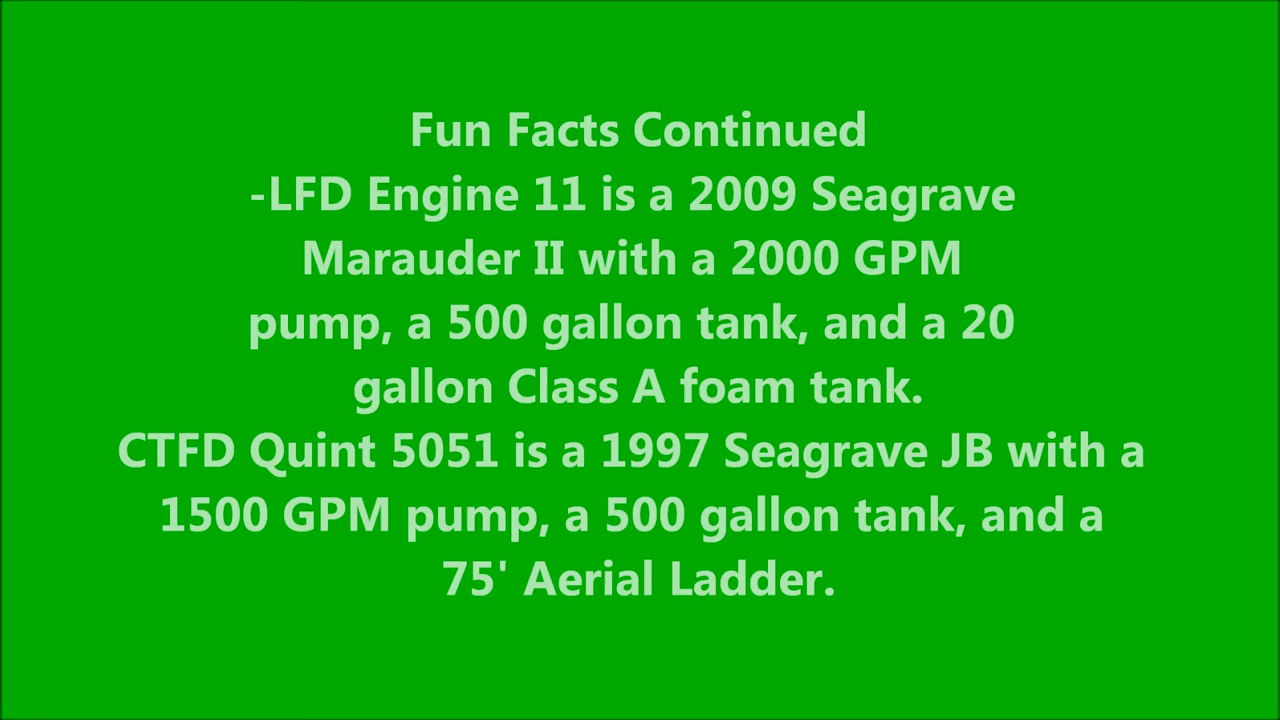 Fun Facts Continued
-LFD Engine 11 is a 2009 Seagrave
Marauder II with a 2000 GPM
pump, a 500 gallon tank, and a 20
gallon Class A foam tank.
CTFD Quint 5051 is a 1997 Seagrave JB with a
1500 GPM pump, a 500 gallon tank, and a
75' Aerial Ladder.